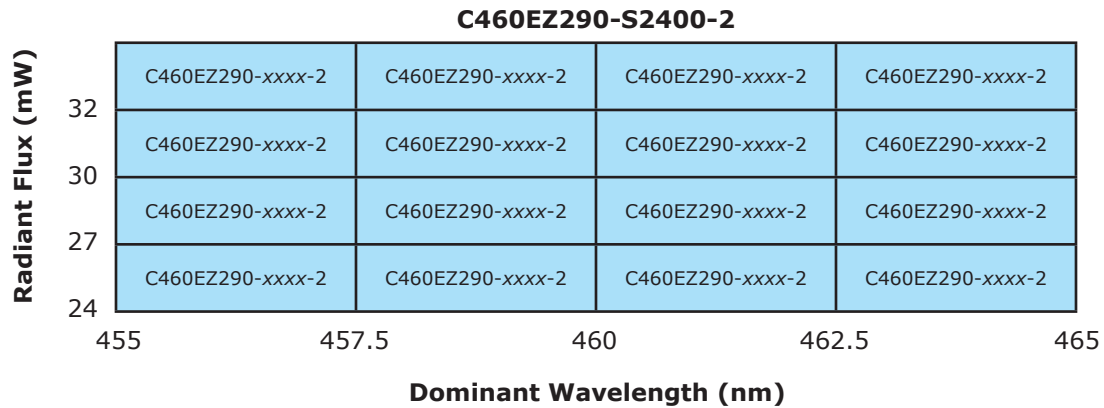 C460EZ290-S2400-2
Radiant Flux (mW)
C460EZ290-xxxx-2 C460EZ290-xxxx-2 C460EZ290-xxxx-2 C460EZ290-xxxx-2
32
C460EZ290-xxxx-2 C460EZ290-xxxx-2 C460EZ290-xxxx-2 C460EZ290-xxxx-2
30
C460EZ290-xxxx-2 C460EZ290-xxxx-2 C460EZ290-xxxx-2 C460EZ290-xxxx-2
27
C460EZ290-xxxx-2 C460EZ290-xxxx-2 C460EZ290-xxxx-2 C460EZ290-xxxx-2
24
455 457.5 460 462.5 465
Dominant Wavelength (nm)